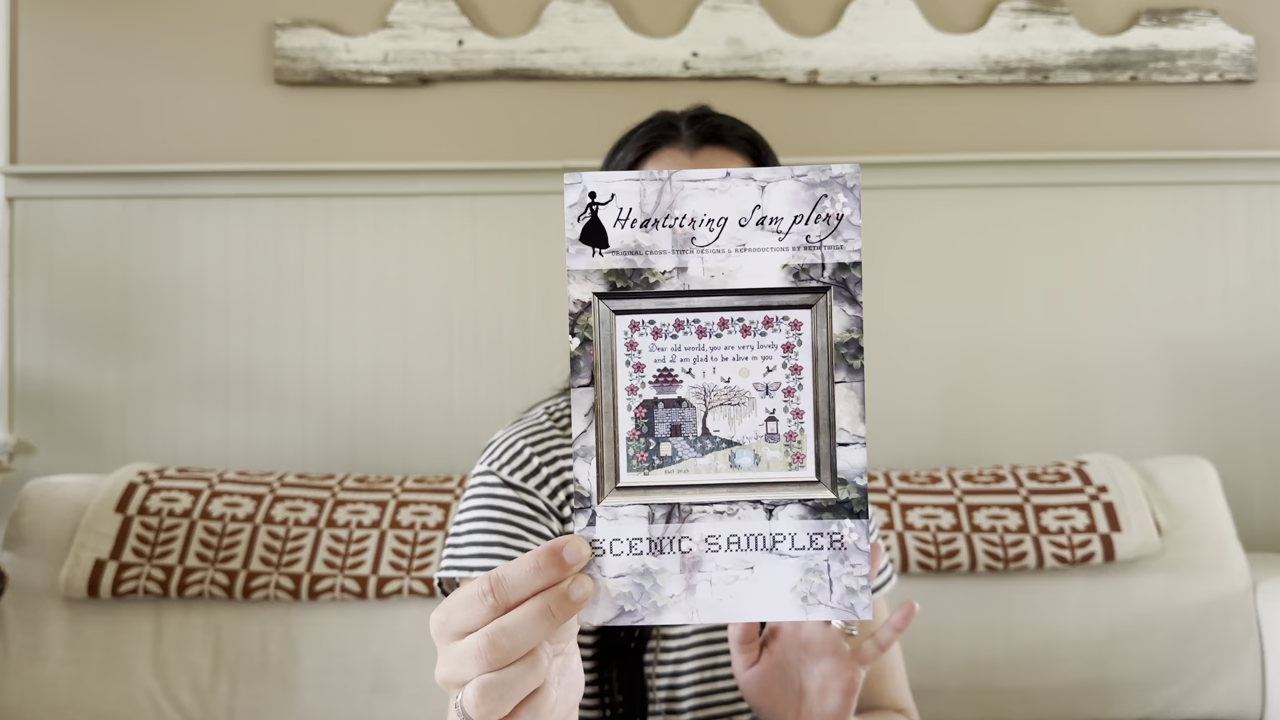 Heartstring Samplery
ORIGINAL CROSS-STITCH DESIGNS & REPRODUCTIONS BY BETH TWIST
Dear old world, you are very lovely
and I am glad to be alive in you
SCENIC SAMPLER